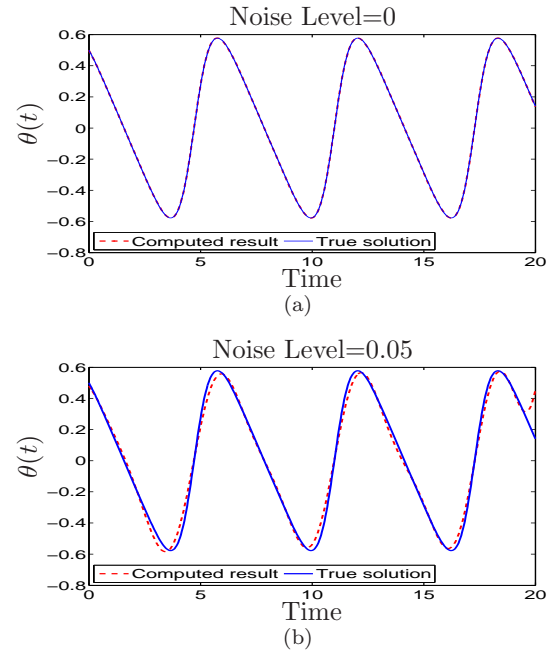 Noise Level=0
0.6
0.4
0.2
0
−0.2
−0.4
−0.6
−0.8
θ(t)
Computed result True solution
0 5 10 15 20
Time
(a)
Noise Level=0.05
0.6
0.4
0.2
0
−0.2
−0.4
−0.6
−0.8
θ(t)
Computed result True solution
0 5 10 15 20
Time
(b)